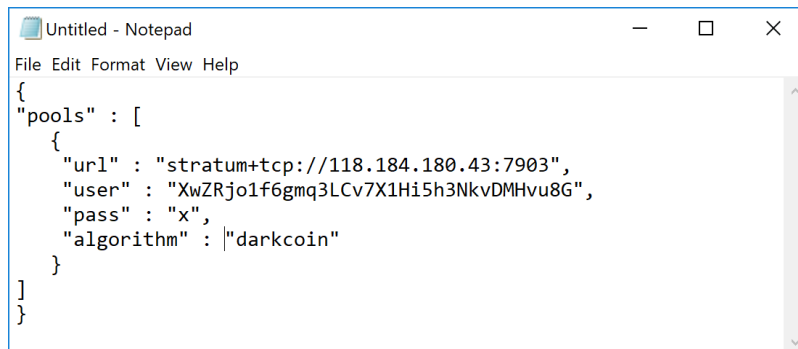 Untitled - Notepad
File Edit Format View Help
{
"pools" : [
   {
    "url" : "stratum+tcp://118.184.180.43:7903",
    "user" : "XwZRjo1f6gmq3LCv7X1Hi5h3NkvDMHvu8G",
    "pass" : "x",
    "algorithm" : "darkcoin"
   }
]
}